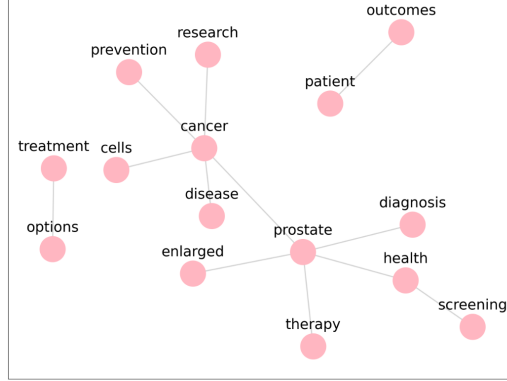 outcomes
research
prevention
patient
cancer
treatment
cells
disease
diagnosis
options
prostate
enlarged
health
screening
therapy